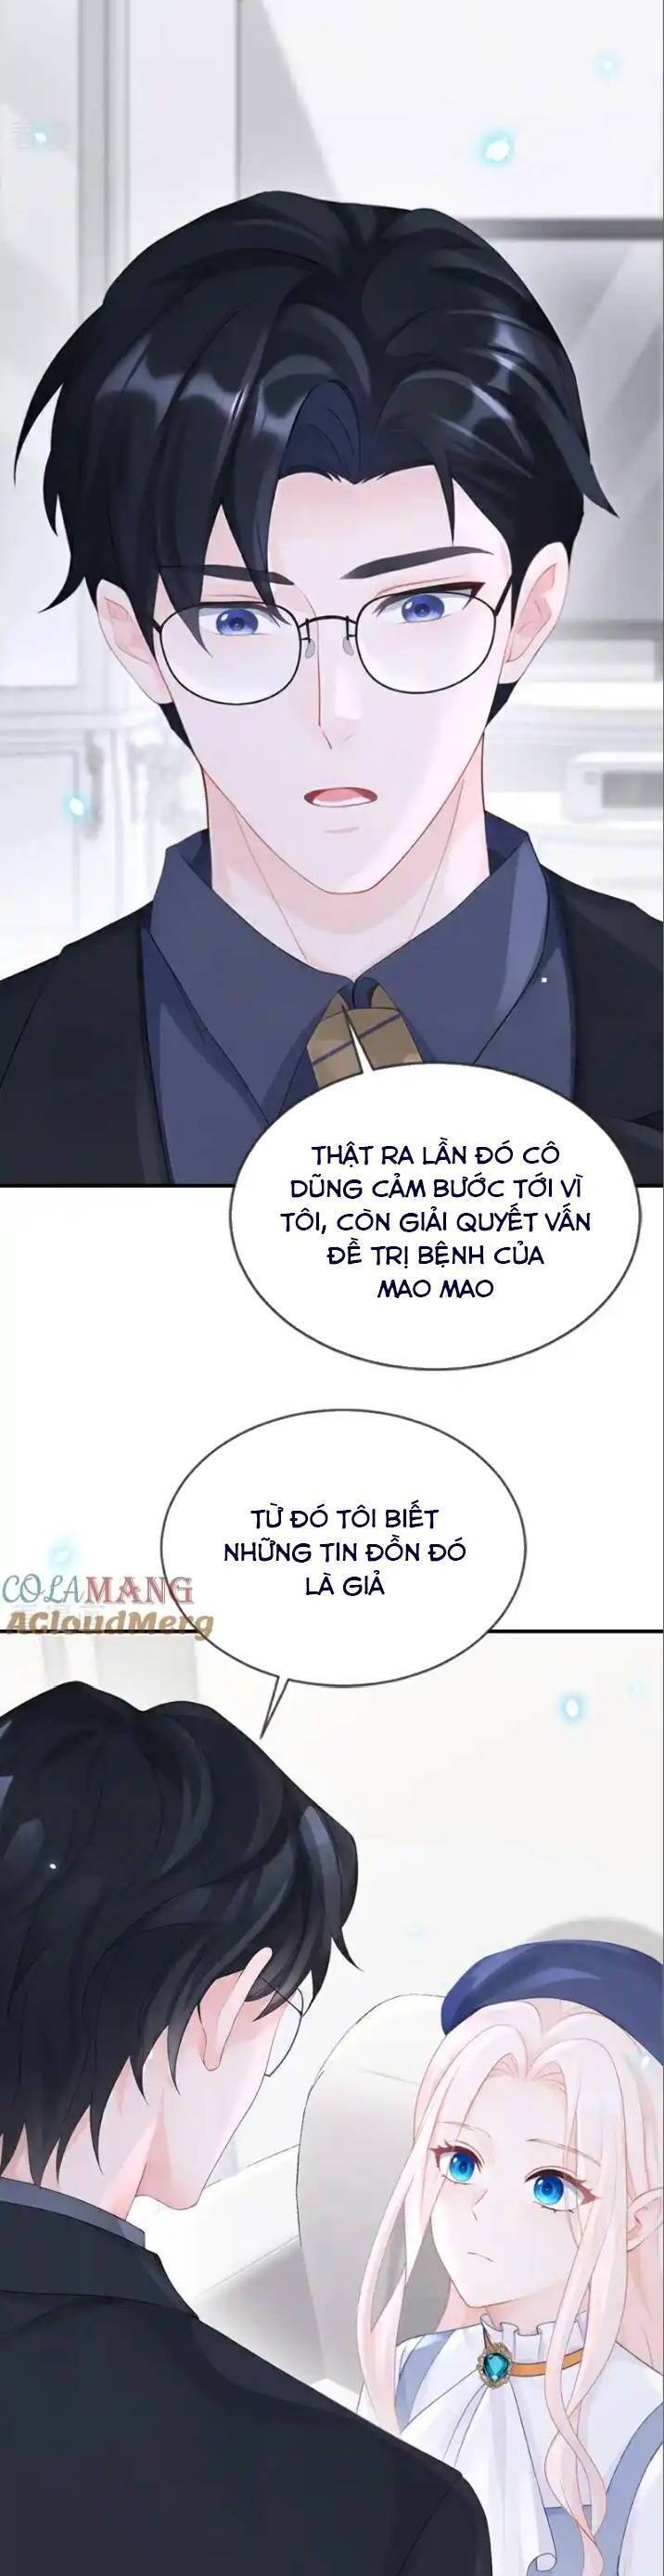 THẬT RA LẦN ĐÓ CÔ
DŨNG CẢM BƯỚC TỚI VÌ
TÔI, CÒN GIẢI QUYẾT VẤN
ĐỀ TRỊ BỆNH CỦA
MAO MAO
TỪ ĐÓ TÔI BIẾT
NHỮNG TIN ĐỒN ĐÓ
LÀ GIẢ
COLAMANG
ACloudMerg